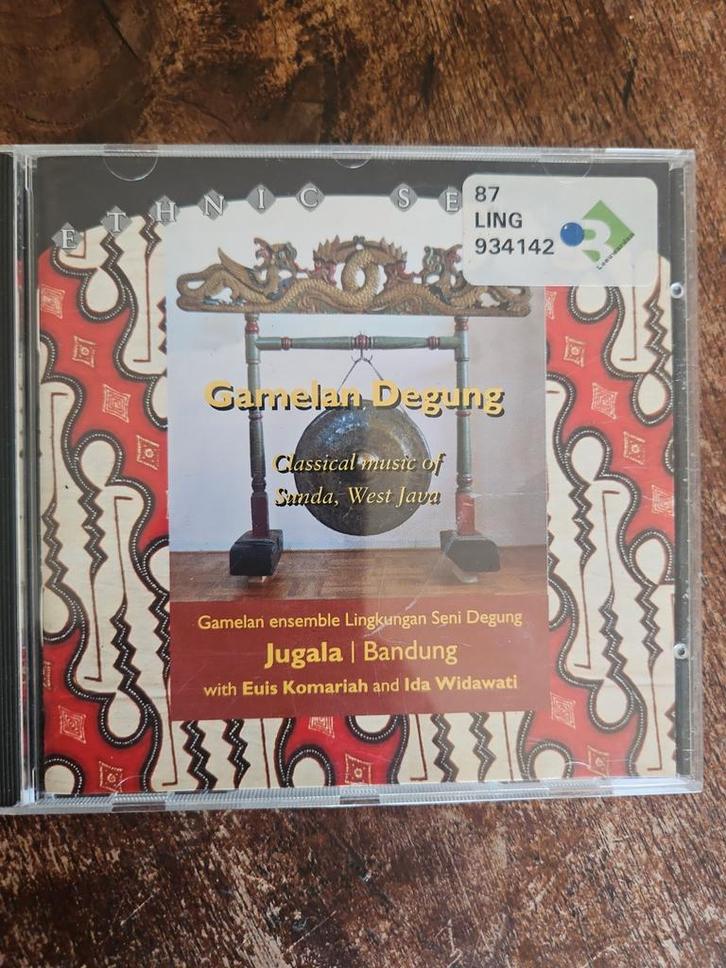 ETHNIC SE
87
LING
934142
Gamelan Degung
Classical music of
Sunda, West Java
Gamelan ensemble Lingkungan Seni Degung
Jugala | Bandung
with Euis Komariah and Ida Widawati